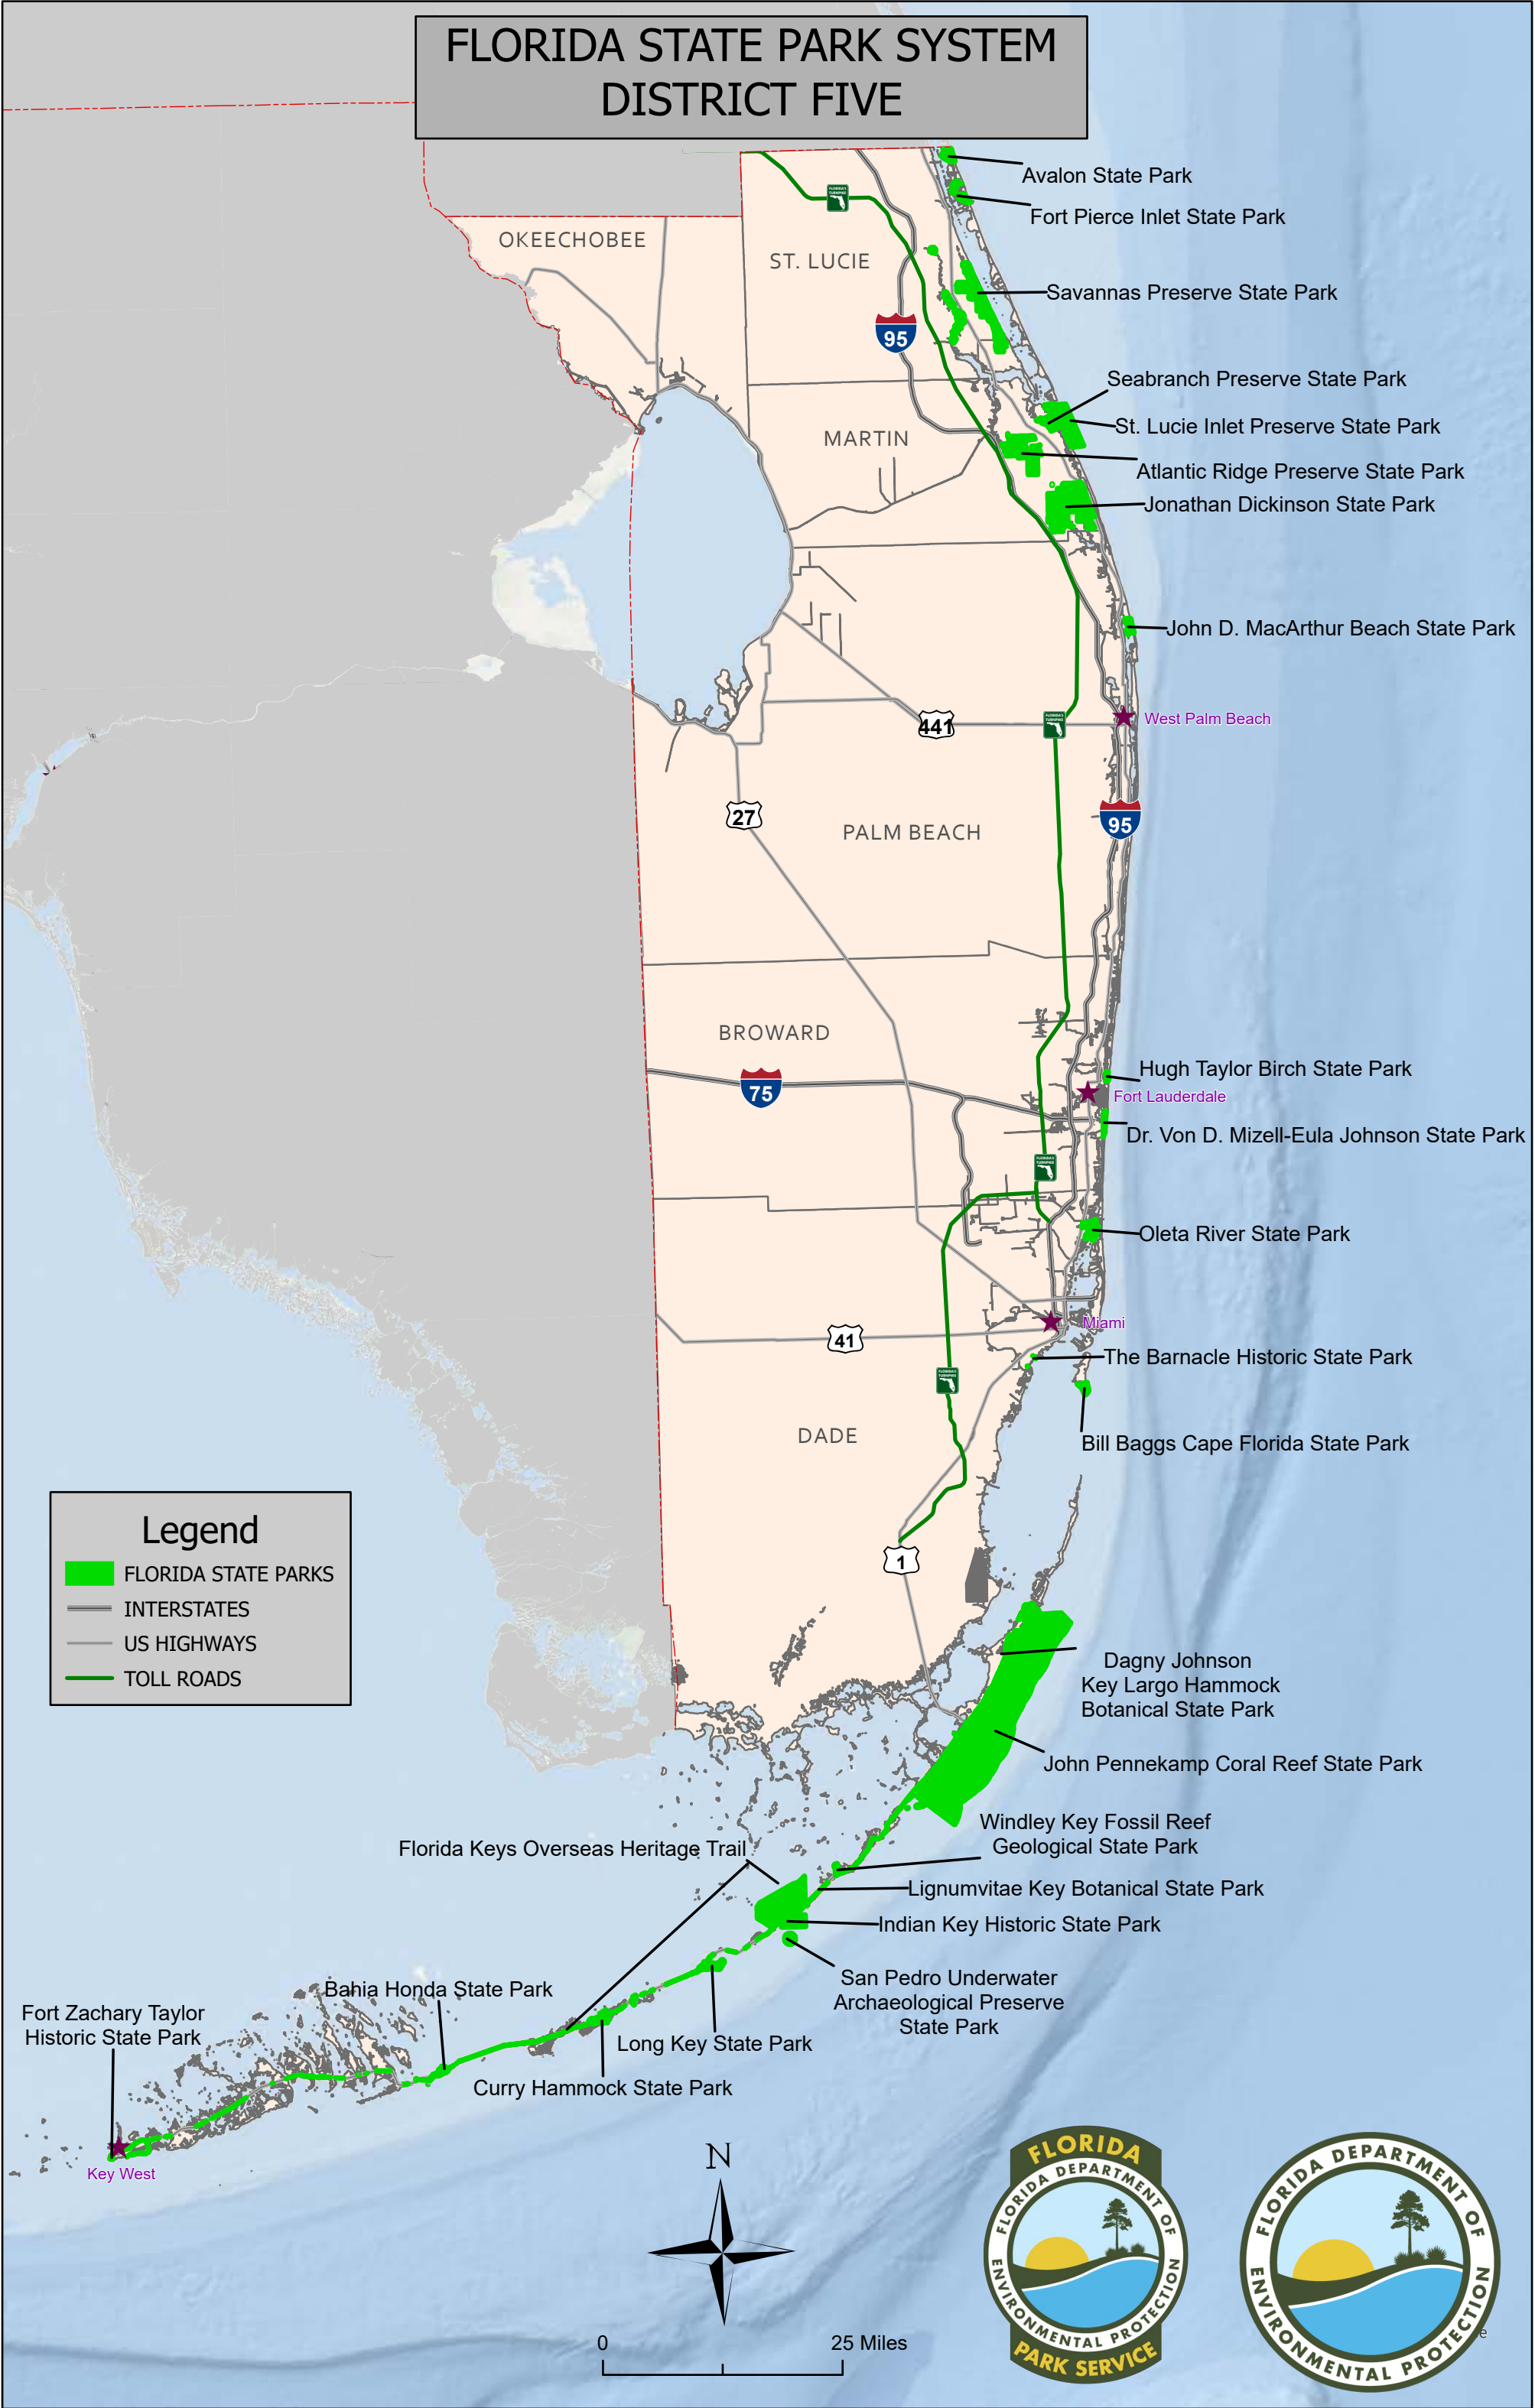 FLORIDA STATE PARK SYSTEM
DISTRICT FIVE
Avalon State Park
Fort Pierce Inlet State Park
OKEECHOBEE
ST. LUCIE
Savannas Preserve State Park
95
Seabranch Preserve State Park
St. Lucie Inlet Preserve State Park
MARTIN
Atlantic Ridge Preserve State Park
Jonathan Dickinson State Park
John D. MacArthur Beach State Park
West Palm Beach
441
27
95
PALM BEACH
BROWARD
Hugh Taylor Birch State Park
75
Fort Lauderdale
Dr. Von D. Mizell-Eula Johnson State Park
Oleta River State Park
Miami
41
The Barnacle Historic State Park
DADE
Bill Baggs Cape Florida State Park
Legend
FLORIDA STATE PARKS
INTERSTATES
US HIGHWAYS
TOLL ROADS
1
Dagny Johnson
Key Largo Hammock
Botanical State Park
John Pennekamp Coral Reef State Park
Windley Key Fossil Reef
Geological State Park
Florida Keys Overseas Heritage Trail
Lignumvitae Key Botanical State Park
Indian Key Historic State Park
San Pedro Underwater
Archaeological Preserve
State Park
Bahia Honda State Park
Fort Zachary Taylor
Historic State Park
Long Key State Park
Curry Hammock State Park
Key West
N
0 25 Miles
FLORIDA
FLORIDA DEPARTMENT OF
ENVIRONMENTAL PROTECTION
PARK SERVICE
FLORIDA DEPARTMENT OF
ENVIRONMENTAL PROTECTION
e